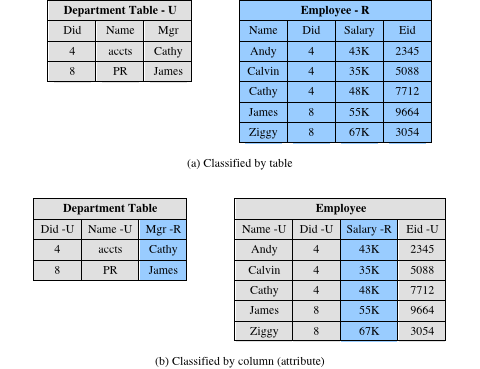 Department Table - U
Did Name Mgr
4 accts Cathy
8 PR James
Employee - R
Name Did Salary Eid
Andy 4 43K 2345
Calvin 4 35K 5088
Cathy 4 48K 7712
James 8 55K 9664
Ziggy 8 67K 3054
(a) Classified by table
Department Table
Did -U Name -U Mgr -R
4 accts Cathy
8 PR James
Employee
Name -U Did -U Salary -R Eid -U
Andy 4 43K 2345
Calvin 4 35K 5088
Cathy 4 48K 7712
James 8 55K 9664
Ziggy 8 67K 3054
(b) Classified by column (attribute)